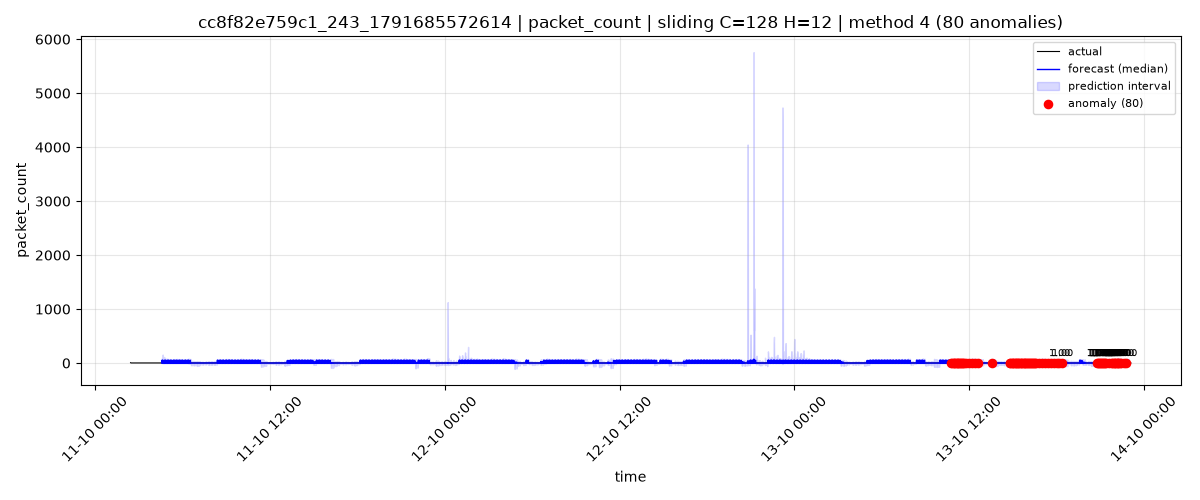 cc8f82e759c1_243_1791685572614 | packet_count | sliding C=128 H=12 | method 4 (80 anomalies)
actual
forecast (median)
prediction interval
anomaly (80)
packet_count
6000
5000
4000
3000
2000
1000
0
11-10 00:00
11-10 12:00
12-10 00:00
12-10 12:00
13-10 00:00
13-10 12:00
14-10 00:00
time